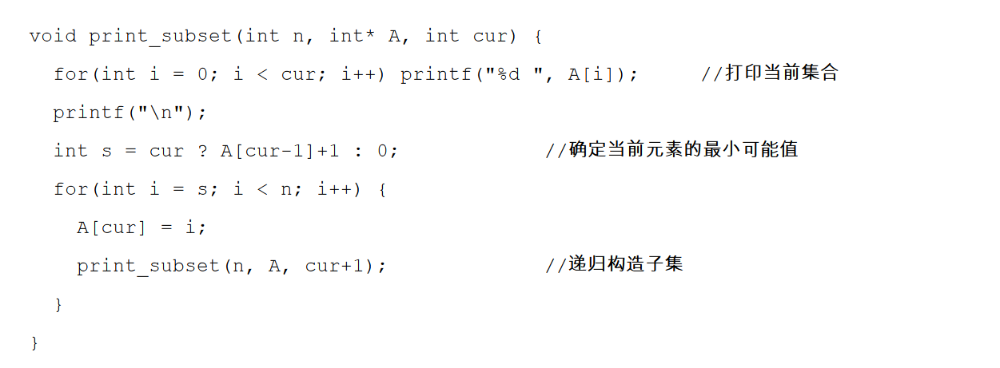 void print_subset(int n, int* A, int cur) {
for(int i = 0; i < cur; i++) printf("%d ", A[i]); //打印当前集合
printf("\n");
int s = cur ? A[cur-1]+1 : 0; //确定当前元素的最小可能值
for(int i = s; i < n; i++) {
A[cur] = i;
print_subset(n, A, cur+1); //递归构造子集
}
}